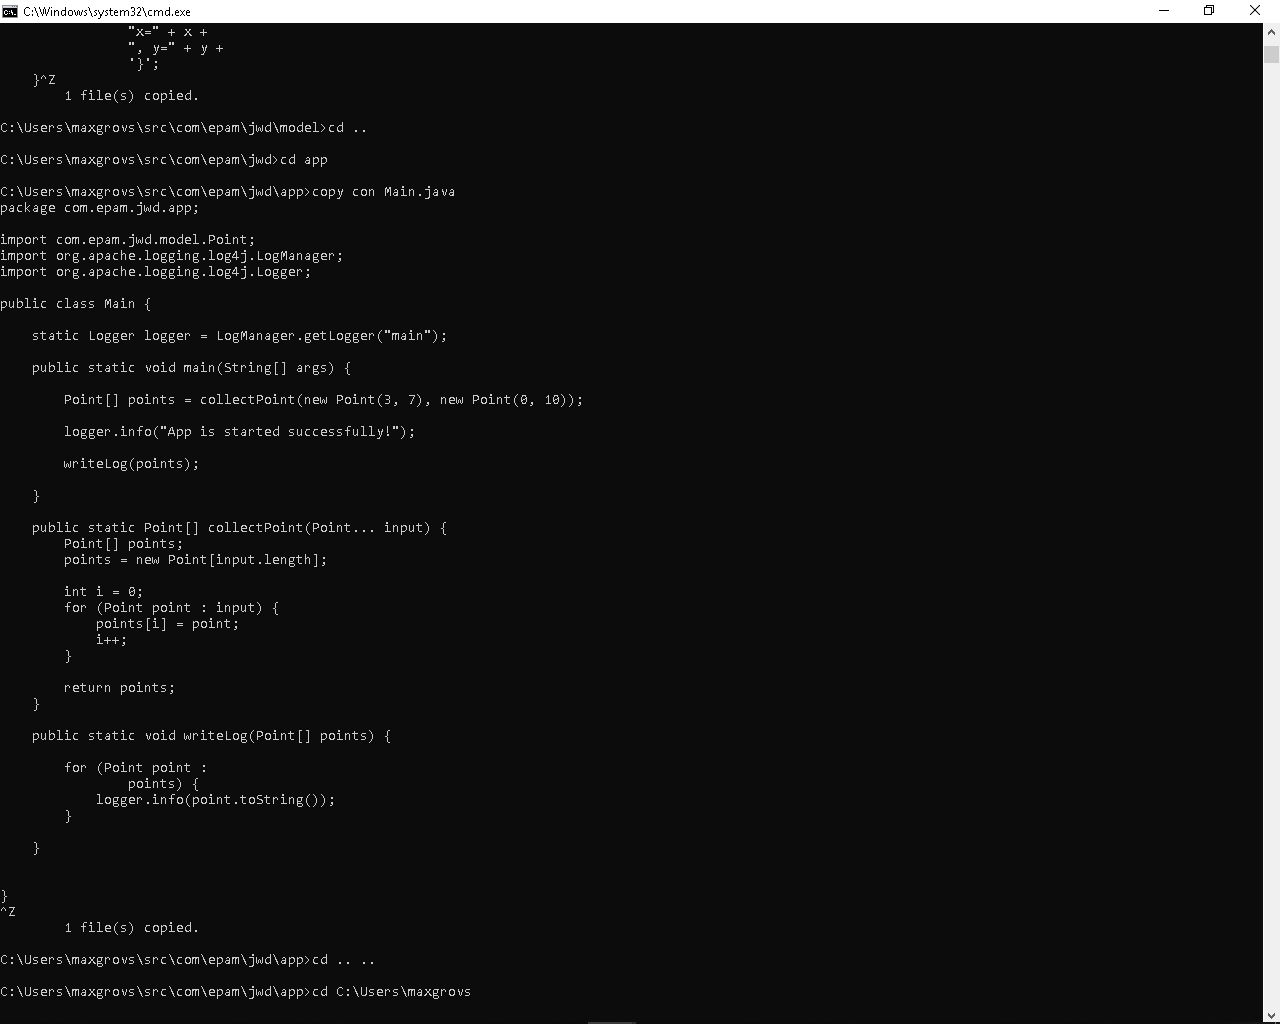 C:\Windows\system32\cmd.exe
"x=" + x +
", y=" + y +
'}';
}^Z
1 file(s) copied.
C:\Users\maxgrovs\src\com\epam\jwd\model>cd ..
C:\Users\maxgrovs\src\com\epam\jwd>cd app
C:\Users\maxgrovs\src\com\epam\jwd\app>copy con Main.java
package com.epam.jwd.app;
import com.epam.jwd.model.Point;
import org.apache.logging.log4j.LogManager;
import org.apache.logging.log4j.Logger;
public class Main {
static Logger logger = LogManager.getLogger("main");
public static void main(String[] args) {
Point[] points = collectPoint(new Point(3, 7), new Point(0, 10));
logger.info("App is started successfully!");
writeLog(points);
}
public static Point[] collectPoint(Point... input) {
Point[] points;
points = new Point[input.length];
int i = 0;
for (Point point : input) {
points[i] = point;
i++;
}
return points;
}
public static void writeLog(Point[] points) {
for (Point point :
points) {
logger.info(point.toString());
}
}
}
^Z
1 file(s) copied.
C:\Users\maxgrovs\src\com\epam\jwd\app>cd .. ..
C:\Users\maxgrovs\src\com\epam\jwd\app>cd C:\Users\maxgrovs